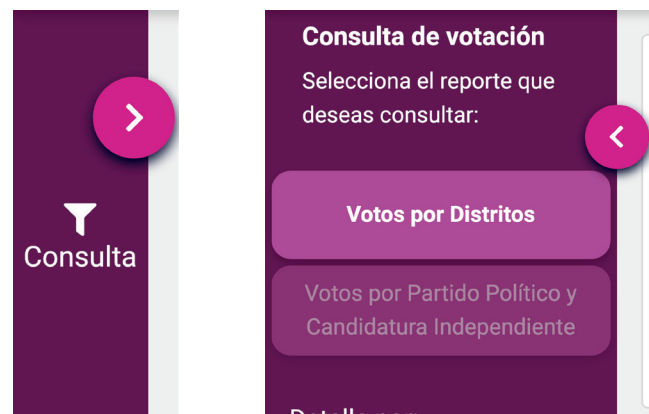 Consulta
Consulta de votación
Selecciona el reporte que
deseas consultar:
Votos por Distritos
Votos por Partido Político y
Candidatura Independiente